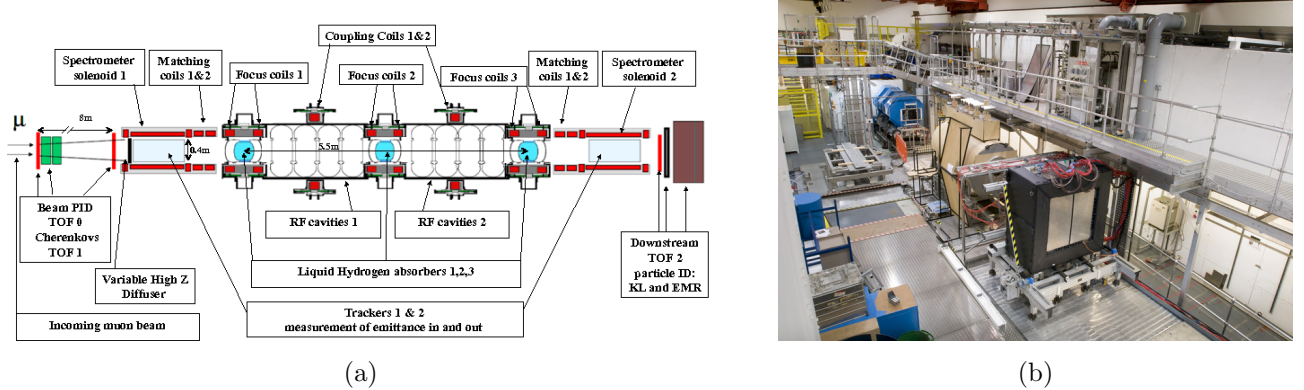 Coupling Coils 1&2
Spectrometer
solenoid 1
Matching
coils 1&2
Focus coils 1
Focus coils 2
Focus coils 3
Matching
coils 1&2
Spectrometer
solenoid 2
μ
8m
0.4m
5.5m
Beam PID
TOF 0
Cherenkovs
TOF 1
RF cavities 1
RF cavities 2
Downstream
TOF 2
particle ID:
KL and EMR
Variable High Z
Diffuser
Liquid Hydrogen absorbers 1,2,3
Incoming muon beam
Trackers 1 & 2
measurement of emittance in and out
(a)
(b)